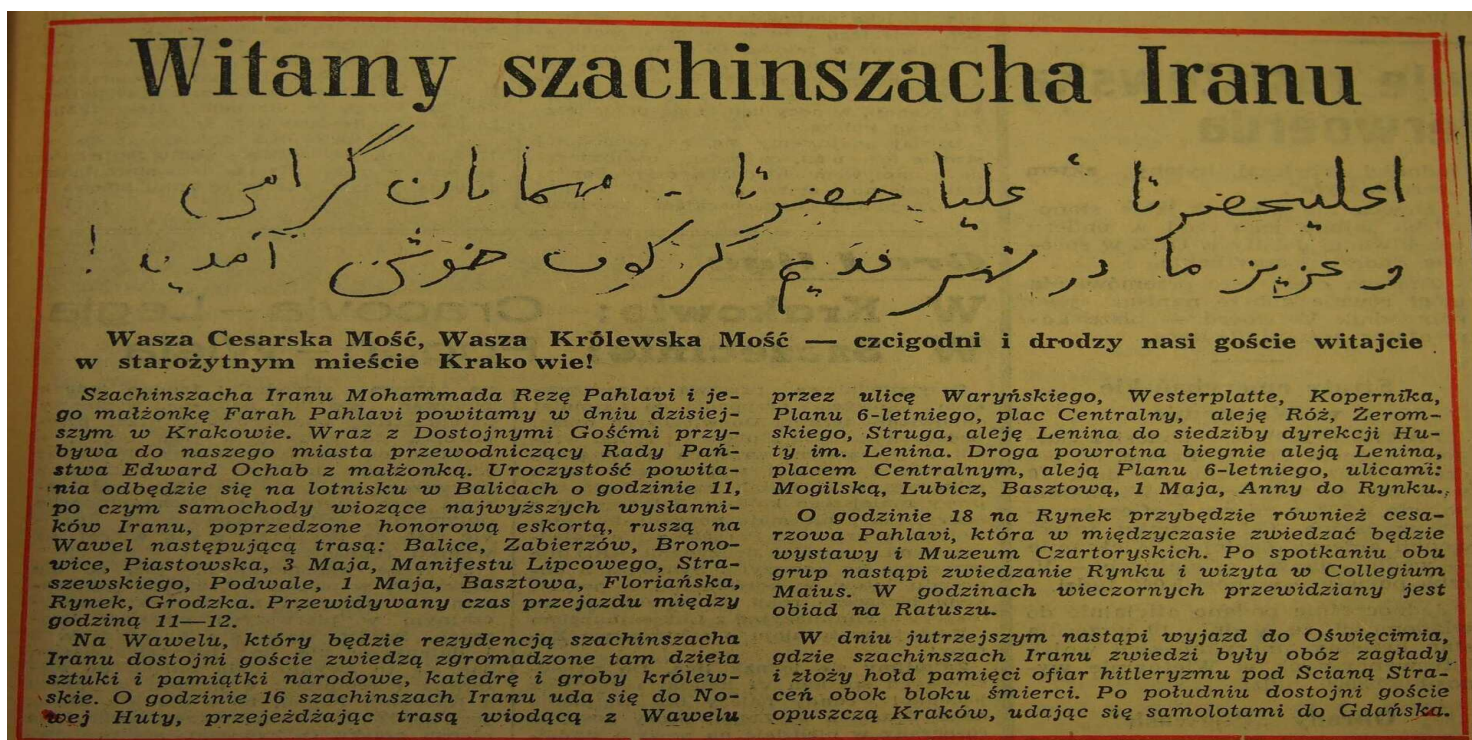 Witamy szachinszacha Iranu
اعلیحضرتا علیا حضرتا - مهمانان گرامی
و عزیز ما در شهر قدیم کرکوف خوش آمدید !
Wasza Cesarska Mość, Wasza Królewska Mość — czcigodni i drodzy nasi goście witajcie
w starożytnym mieście Krako wie!
Szachinszacha Iranu Mohammada Rezę Pahlavi i je-
go małżonkę Farah Pahlavi powitamy w dniu dzisiej-
szym w Krakowie. Wraz z Dostojnymi Gośćmi przy-
bywa do naszego miasta przewodniczący Rady Pań-
stwa Edward Ochab z małżonką. Uroczystość powita-
nia odbędzie się na lotnisku w Balicach o godzinie 11,
po czym samochody wiozące najwyższych wysłanni-
ków Iranu, poprzedzone honorową eskortą, ruszą na
Wawel następującą trasą: Balice, Zabierzów, Brono-
wice, Piastowska, 3 Maja, Manifestu Lipcowego, Stra-
szewskiego, Podwale, 1 Maja, Basztowa, Floriańska,
Rynek, Grodzka. Przewidywany czas przejazdu między
godziną 11—12.
Na Wawelu, który będzie rezydencją szachinszacha
Iranu dostojni goście zwiedzą zgromadzone tam dzieła
sztuki i pamiątki narodowe, katedrę i groby królew-
skie. O godzinie 16 szachinszach Iranu uda się do No-
wej Huty, przejeżdżając trasą wiodącą z Wawelu
przez ulicę Waryńskiego, Westerplatte, Kopernika,
Planu 6-letniego, plac Centralny, aleję Róż, Żerom-
skiego, Struga, aleję Lenina do siedziby dyrekcji Hu-
ty im. Lenina. Droga powrotna biegnie aleją Lenina,
placem Centralnym, aleją Planu 6-letniego, ulicami:
Mogilską, Lubicz, Basztową, 1 Maja, Anny do Rynku.
O godzinie 18 na Rynek przybędzie również cesa-
rzowa Pahlavi, która w międzyczasie zwiedzać będzie
wystawy i Muzeum Czartoryskich. Po spotkaniu obu
grup nastąpi zwiedzanie Rynku i wizyta w Collegium
Maius. W godzinach wieczornych przewidziany jest
obiad na Ratuszu.
W dniu jutrzejszym nastąpi wyjazd do Oświęcimia,
gdzie szachinszach Iranu zwiedzi były obóz zagłady
i złoży hołd pamięci ofiar hitleryzmu pod Scianą Stra-
ceń obok bloku śmierci. Po południu dostojni goście
opuszczą Kraków, udając się samolotami do Gdańska.